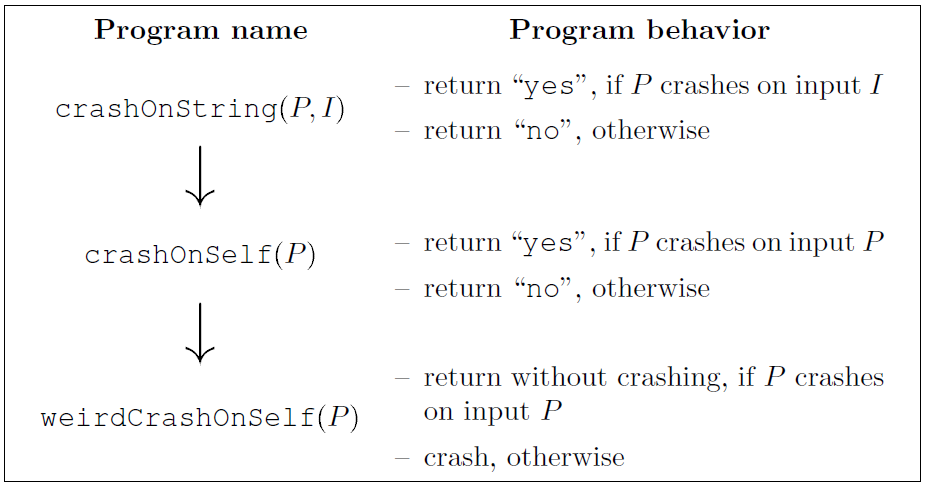 Program name
Program behavior
crashOnString(P, I)
– return “yes”, if P crashes on input I
– return “no”, otherwise
crashOnSelf(P)
– return “yes”, if P crashes on input P
– return “no”, otherwise
weirdCrashOnSelf(P)
– return without crashing, if P crashes
on input P
– crash, otherwise